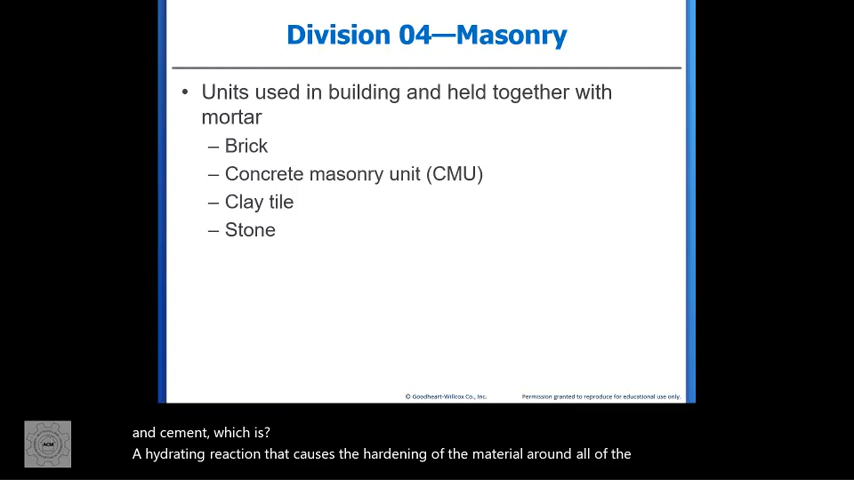 Division 04—Masonry
• Units used in building and held together with
mortar
– Brick
– Concrete masonry unit (CMU)
– Clay tile
– Stone
© Goodheart-Willcox Co., Inc. Permission granted to reproduce for educational use only.
and cement, which is?
ACM
A hydrating reaction that causes the hardening of the material around all of the